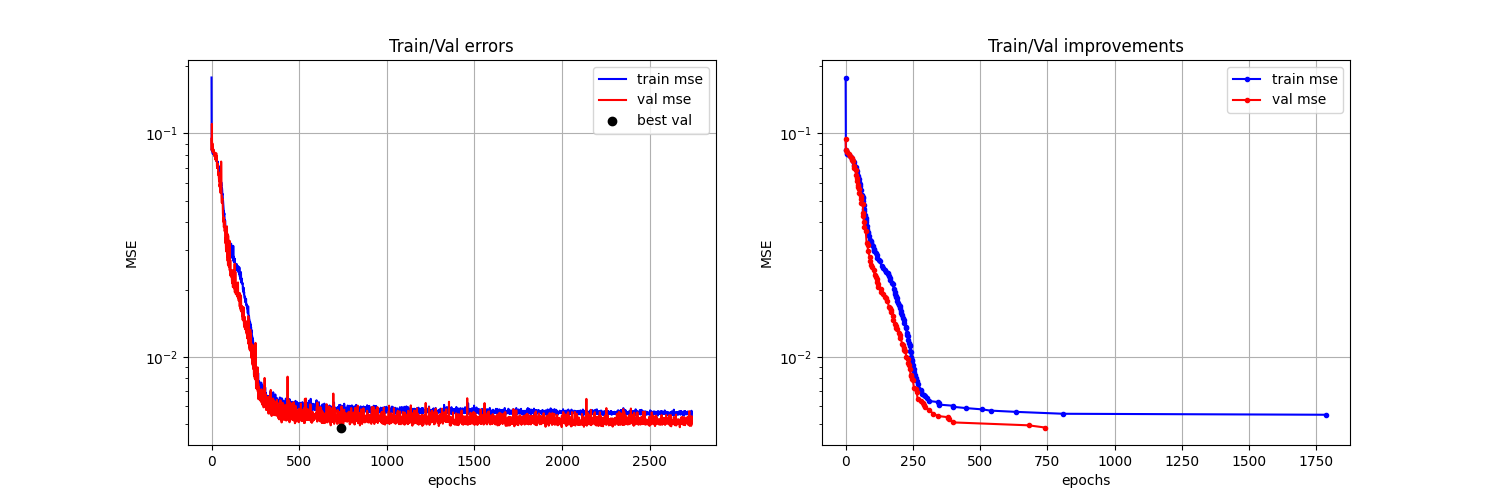 Train/Val errors
train mse
val mse
best val
MSE
10⁻¹
10⁻²
0
500
1000
1500
2000
2500
epochs
Train/Val improvements
train mse
val mse
MSE
10⁻¹
10⁻²
0
250
500
750
1000
1250
1500
1750
epochs